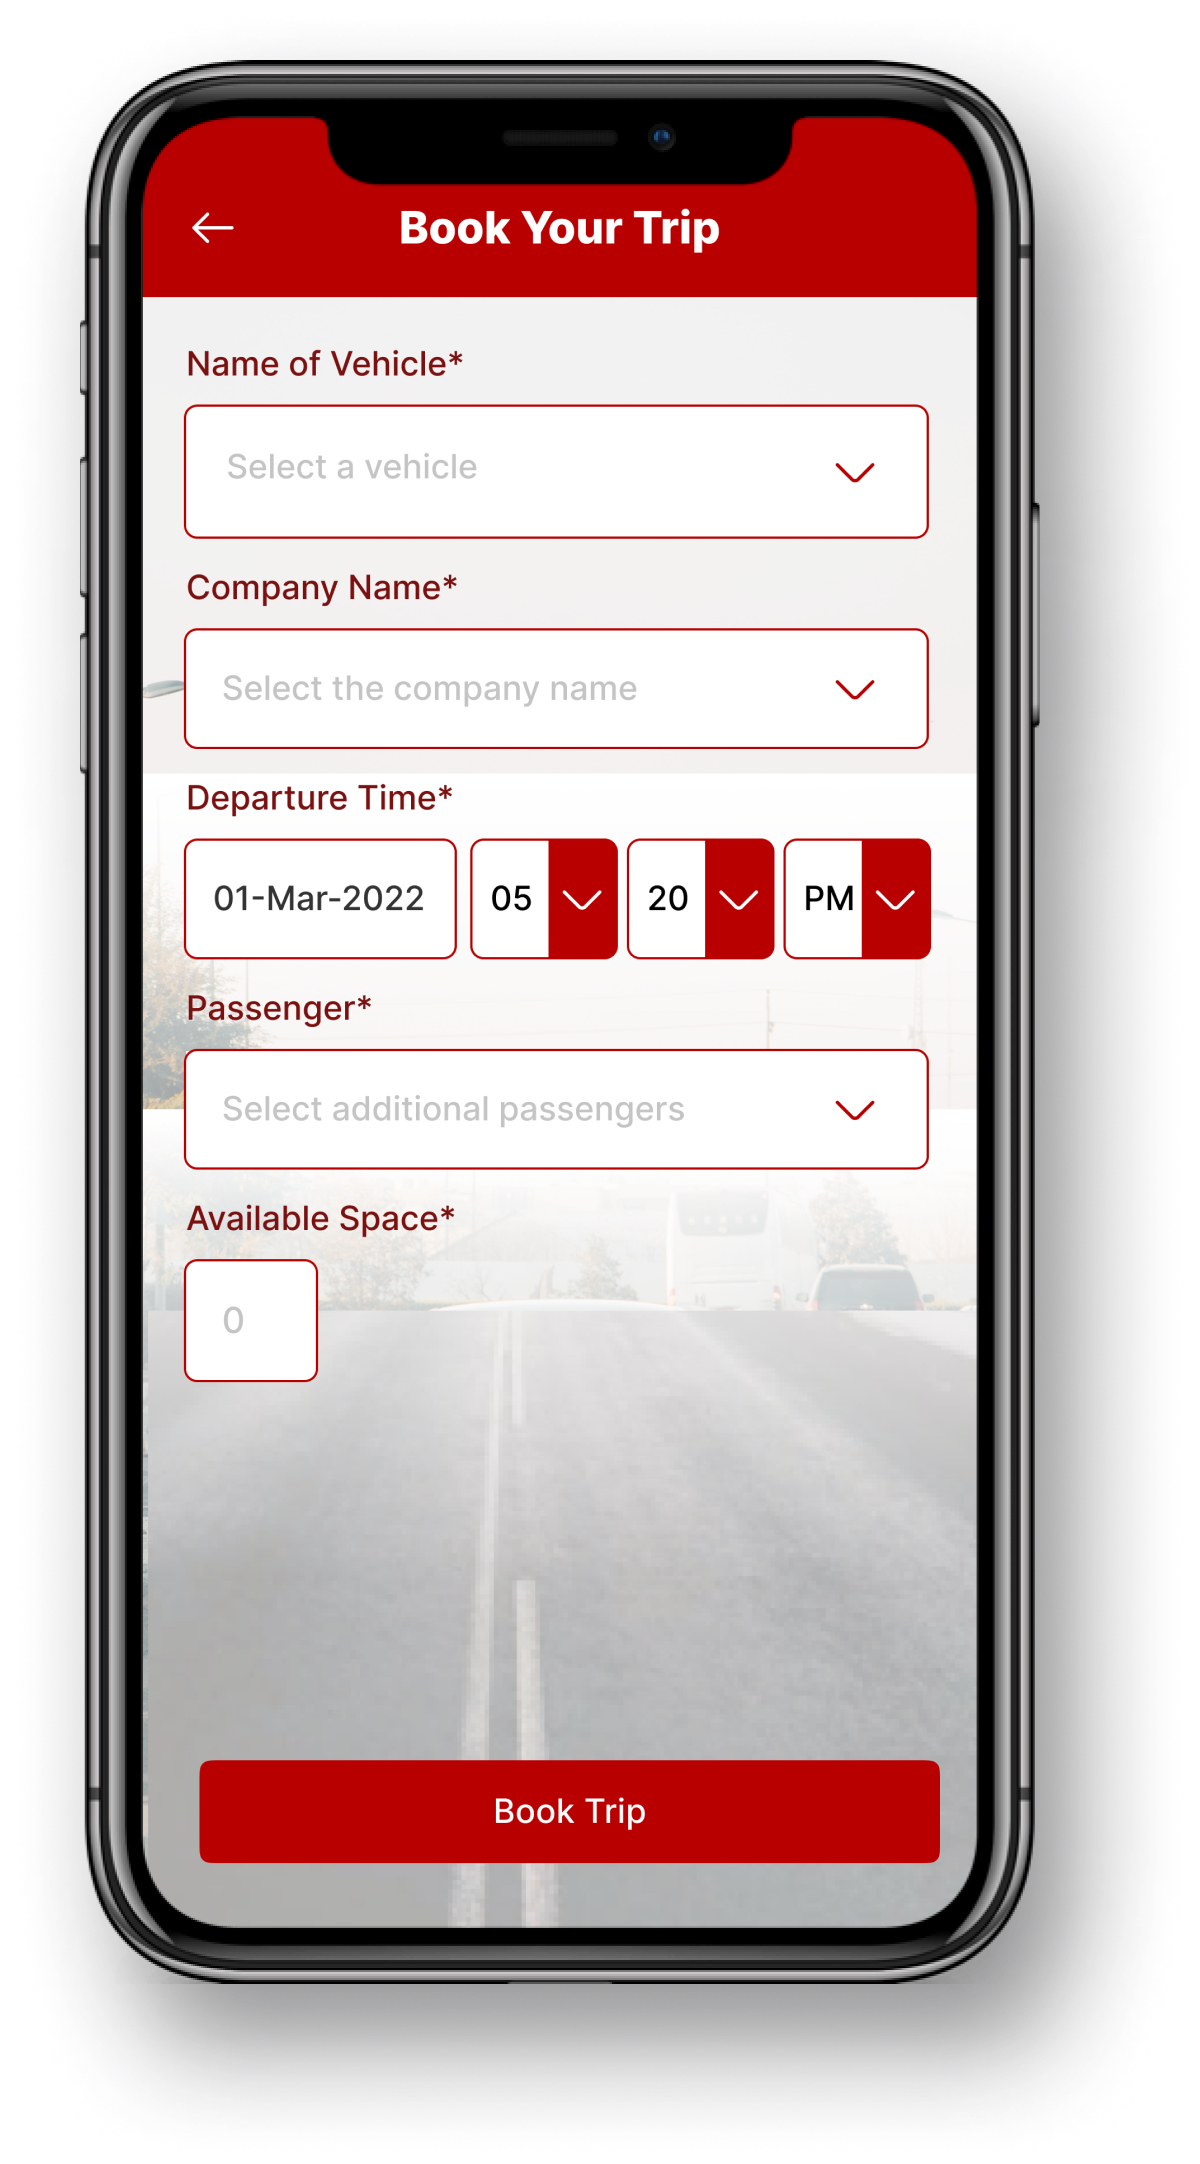 Book Your Trip
Name of Vehicle*
Select a vehicle
Company Name*
Select the company name
Departure Time*
01-Mar-2022 05 20 PM
Passenger*
Select additional passengers
Available Space*
0
Book Trip